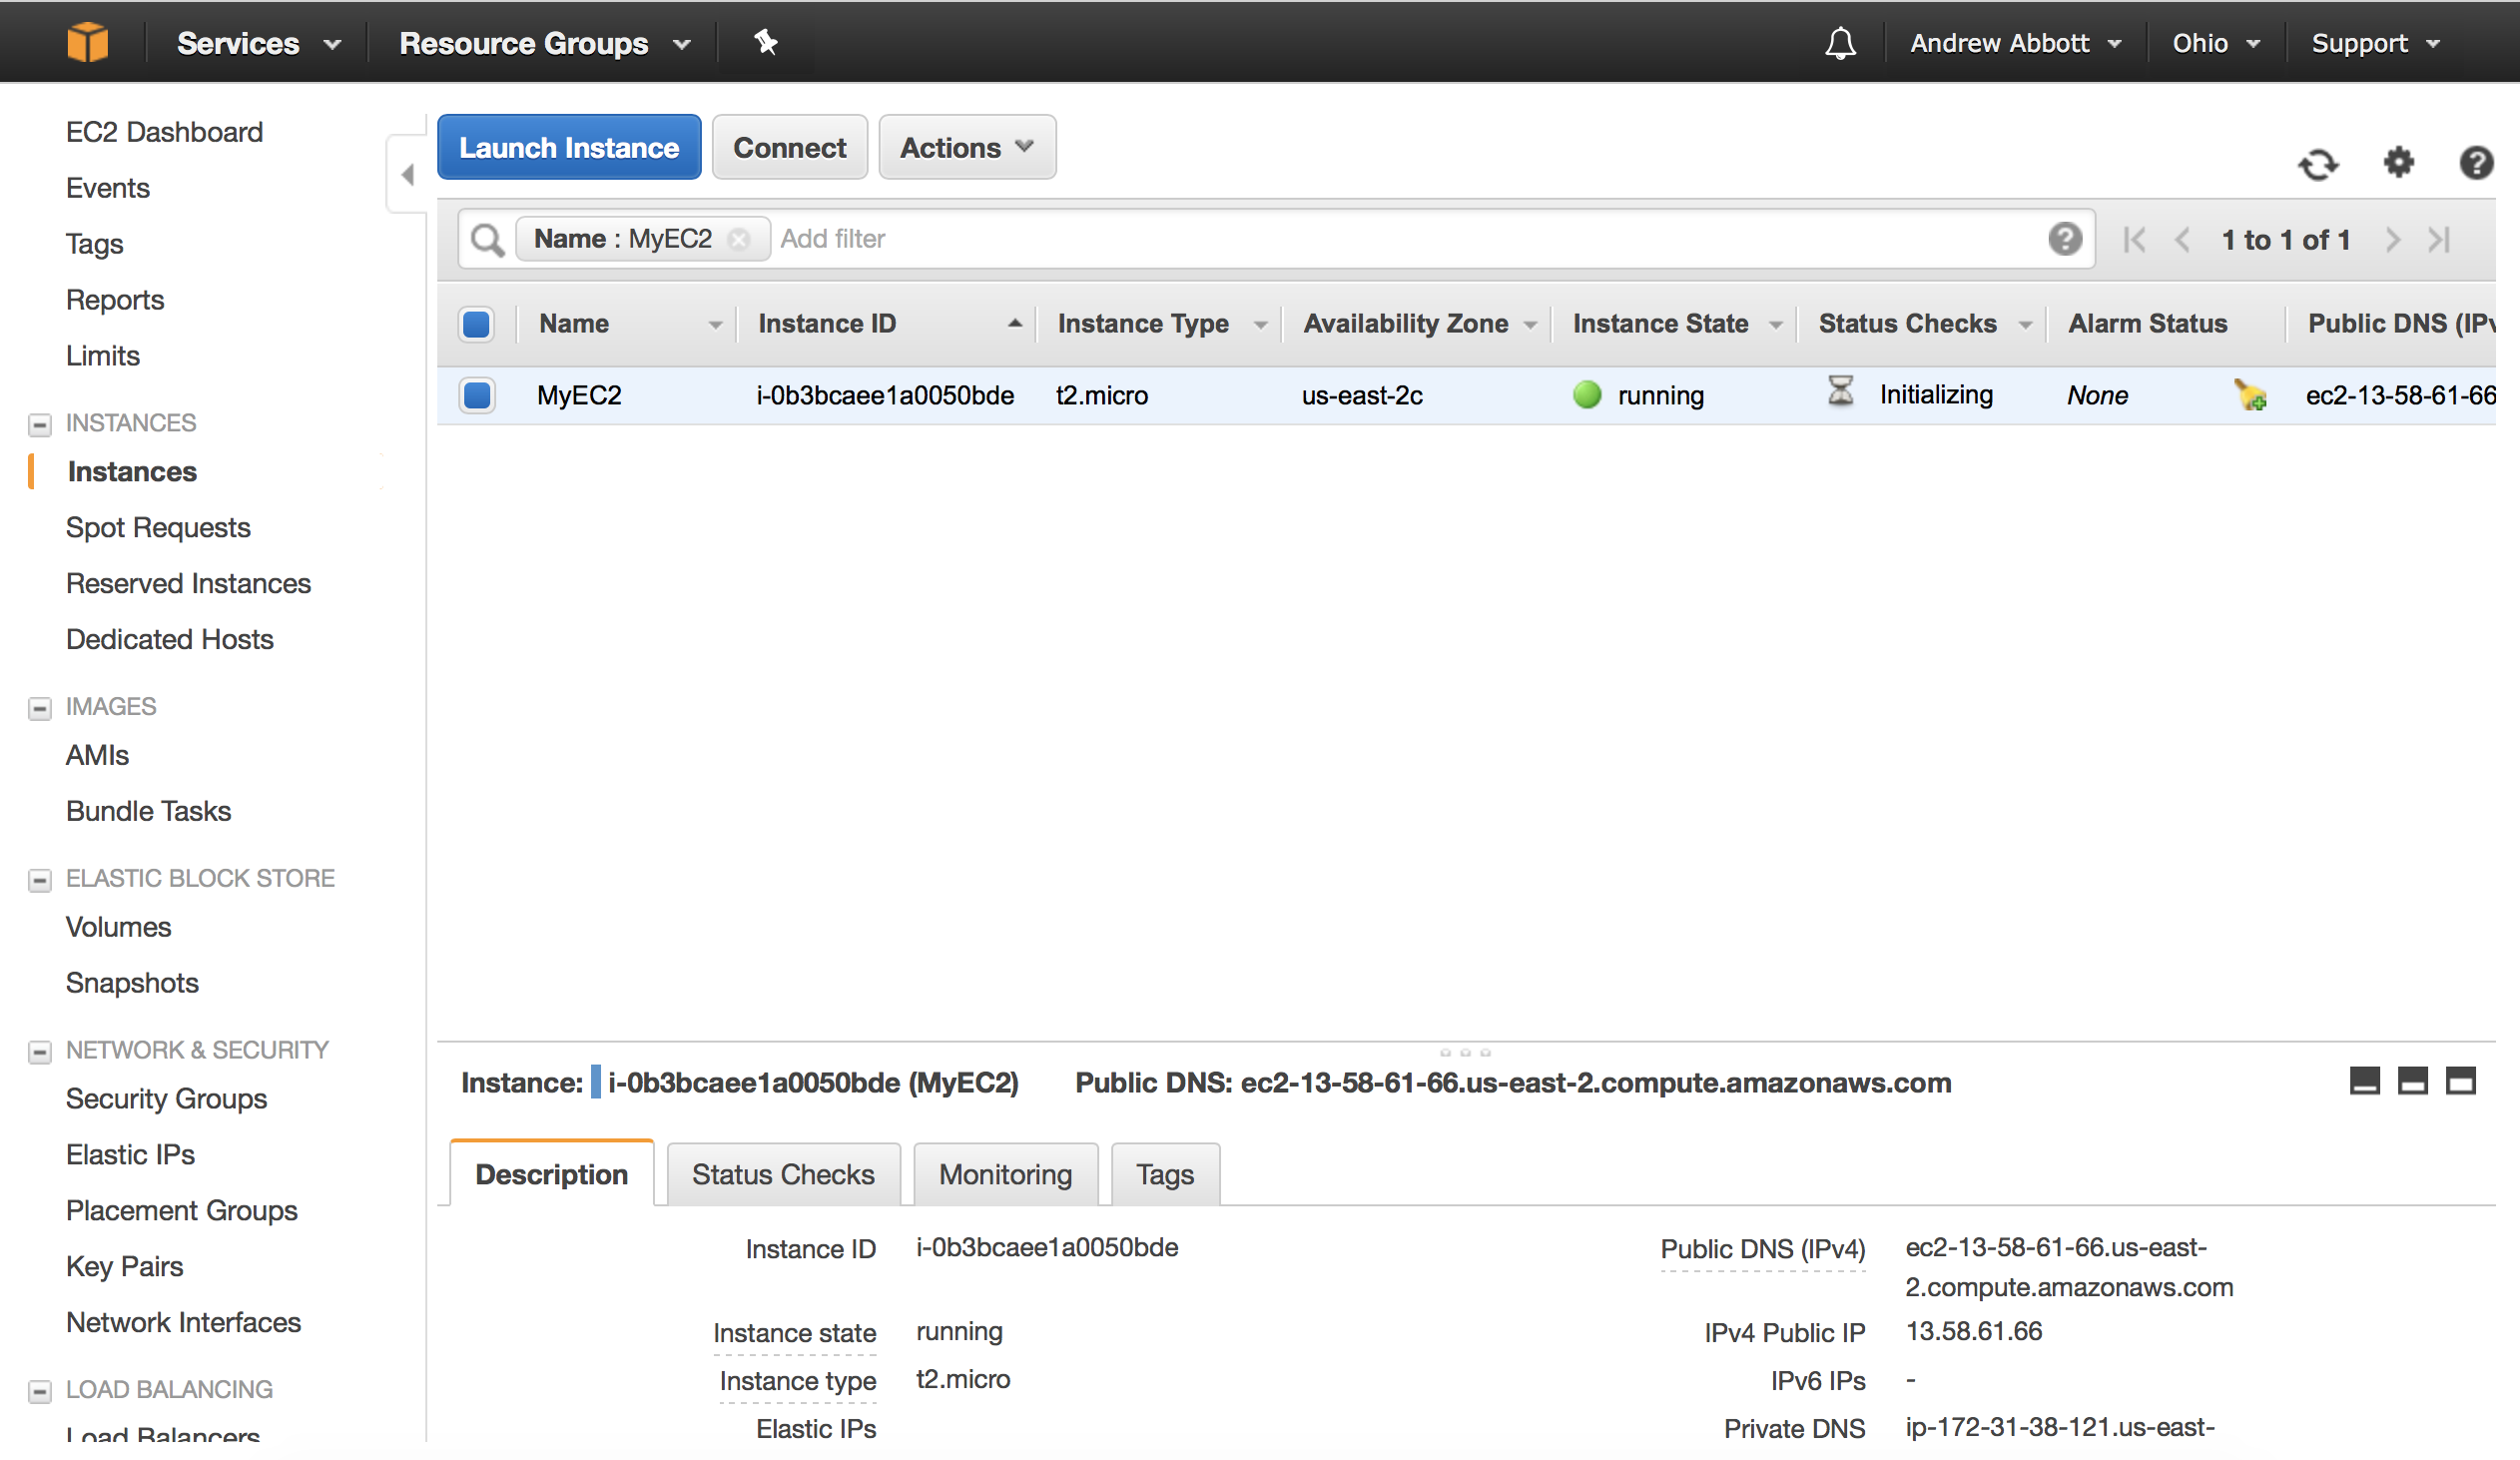 Services
Resource Groups
Andrew Abbott
Ohio
Support
EC2 Dashboard
Events
Tags
Reports
Limits
INSTANCES
Instances
Spot Requests
Reserved Instances
Dedicated Hosts
IMAGES
AMIs
Bundle Tasks
ELASTIC BLOCK STORE
Volumes
Snapshots
NETWORK & SECURITY
Security Groups
Elastic IPs
Placement Groups
Key Pairs
Network Interfaces
LOAD BALANCING
Load Balancers
Launch Instance
Connect
Actions
Name : MyEC2
Add filter
1 to 1 of 1
Name Instance ID Instance Type Availability Zone Instance State Status Checks Alarm Status Public DNS (IPv
MyEC2 i-0b3bcaee1a0050bde t2.micro us-east-2c running Initializing None ec2-13-58-61-66
Instance: i-0b3bcaee1a0050bde (MyEC2) Public DNS: ec2-13-58-61-66.us-east-2.compute.amazonaws.com
Description
Status Checks
Monitoring
Tags
Instance ID i-0b3bcaee1a0050bde
Instance state running
Instance type t2.micro
Elastic IPs
Public DNS (IPv4) ec2-13-58-61-66.us-east-
2.compute.amazonaws.com
IPv4 Public IP 13.58.61.66
IPv6 IPs -
Private DNS ip-172-31-38-121.us-east-